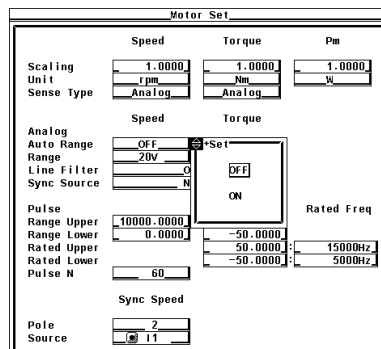 Motor Set
Speed Torque Pm
Scaling 1.0000 1.0000 1.0000
Unit rpm Nm W
Sense Type Analog Analog
Speed Torque
Analog
Auto Range OFF
Range 20V
Line Filter O
Sync Source N
+Set
OFF
ON
Pulse Rated Freq
Range Upper 10000.0000
Range Lower 0.0000 -50.0000
Rated Upper 50.0000 : 15000Hz
Rated Lower -50.0000 : 5000Hz
Pulse N 60
Sync Speed
Pole 2
Source I1